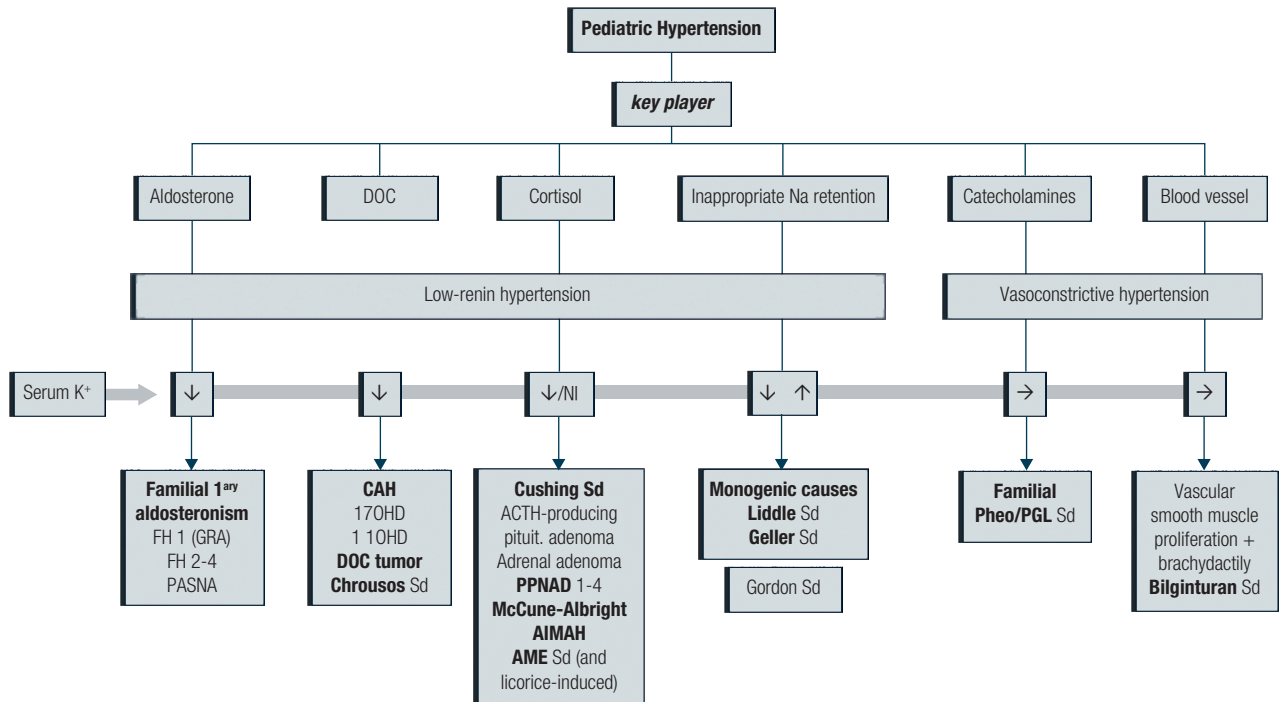 Pediatric Hypertension
key player
Aldosterone
DOC
Cortisol
Inappropriate Na retention
Catecholamines
Blood vessel
Low-renin hypertension
Vasoconstrictive hypertension
Serum K⁺
↓
↓
↓/Nl
↓ ↑
→
→
Familial 1ᵃʳʸ
aldosteronism
FH 1 (GRA)
FH 2-4
PASNA
CAH
17OHD
1 1OHD
DOC tumor
Chrousos Sd
Cushing Sd
ACTH-producing
pituit. adenoma
Adrenal adenoma
PPNAD 1-4
McCune-Albright
AIMAH
AME Sd (and
licorice-induced)
Monogenic causes
Liddle Sd
Geller Sd
Gordon Sd
Familial
Pheo/PGL Sd
Vascular
smooth muscle
proliferation +
brachydactily
Bilginturan Sd